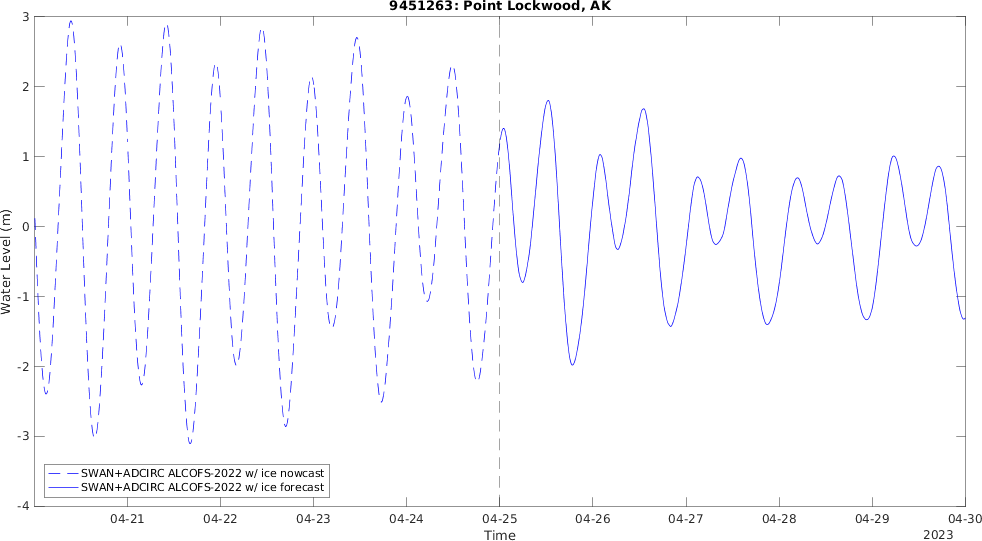 9451263: Point Lockwood, AK
Water Level (m)
3
2
1
0
-1
-2
-3
-4
SWAN+ADCIRC ALCOFS-2022 w/ ice nowcast
SWAN+ADCIRC ALCOFS-2022 w/ ice forecast
04-21 04-22 04-23 04-24 04-25 04-26 04-27 04-28 04-29 04-30
Time
2023